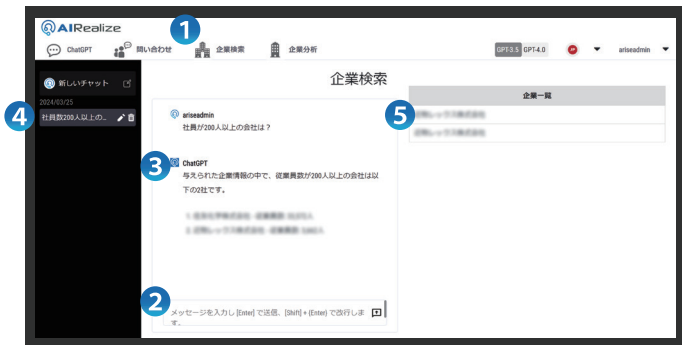 AIRealize
1
ChatGPT 問い合わせ 企業検索 企業分析 GPT-3.5 GPT-4.0 ariseadmin
新しいチャット
2024/03/25
4 社員数200人以上の...
企業検索
ariseadmin
社員が200人以上の会社は？
3 ChatGPT
与えられた企業情報の中で、従業員数が200人以上の会社は以
下の2社です。
2
メッセージを入力し [Enter] で送信、[Shift] + (Enter) で改行しま
す。
企業一覧
5